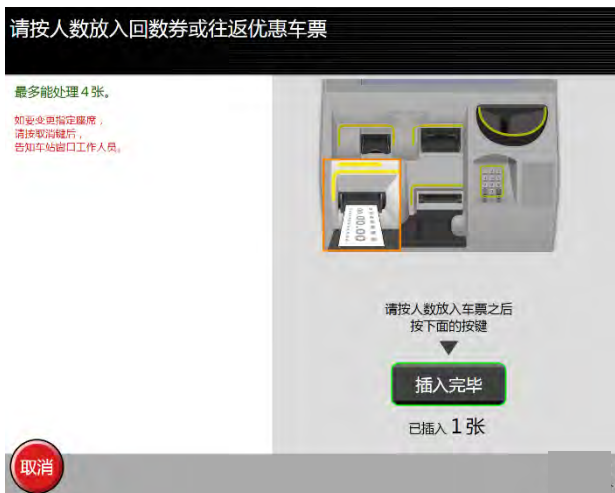 请按人数放入回数券或往返优惠车票
最多能处理4张。
如要变更指定座席，
请按取消键后，
告知车站窗口工作人员。
请按人数放入车票之后
按下面的按键
插入完毕
已插入 1 张
取消